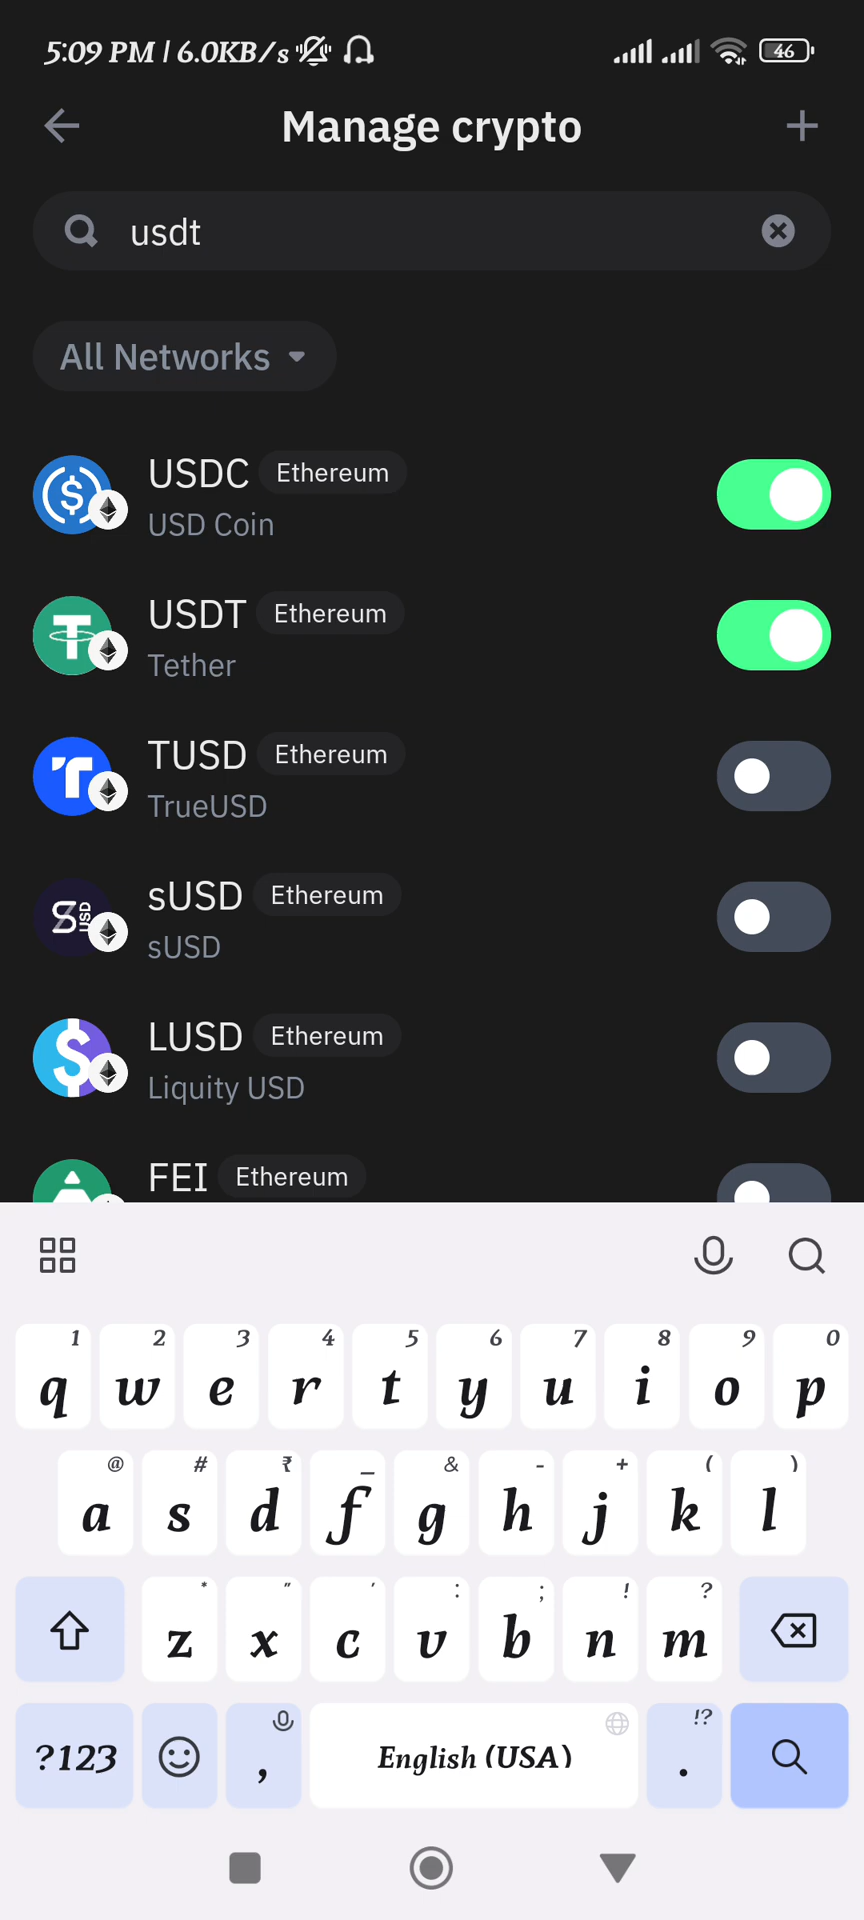 5:09 PM | 6.0KB/s 46
Manage crypto
usdt
All Networks
USDC Ethereum
USD Coin
USDT Ethereum
Tether
TUSD Ethereum
TrueUSD
sUSD Ethereum
sUSD
LUSD Ethereum
Liquity USD
FEI Ethereum
1 2 3 4 5 6 7 8 9 0
q w e r t y u i o p
@ # ₹ _ & - + ( )
a s d f g h j k l
* " ' : ; ! ?
z x c v b n m
!?
?123 , English (USA) .